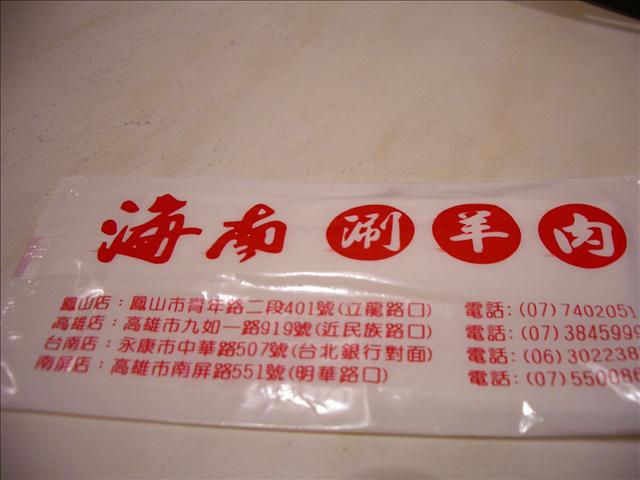 海南涮羊肉
鳳山店：鳳山市青年路二段401號(立龍路口) 電話：(07)7402051
高雄店：高雄市九如一路919號(近民族路口) 電話：(07)3845995
台南店：永康市中華路507號(台北銀行對面) 電話：(06)302238
南屏店：高雄市南屏路551號(明華路口) 電話：(07)550086